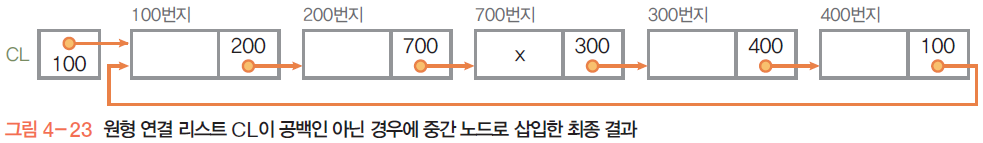 100번지 200번지 700번지 300번지 400번지
CL 100 200 700 x 300 400 100
그림 4-23 원형 연결 리스트 CL이 공백인 아닌 경우에 중간 노드로 삽입한 최종 결과